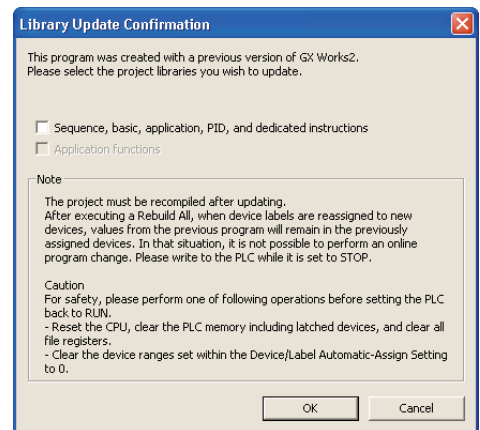 Library Update Confirmation
This program was created with a previous version of GX Works2.
Please select the project libraries you wish to update.
Sequence, basic, application, PID, and dedicated instructions
Application functions
Note
The project must be recompiled after updating.
After executing a Rebuild All, when device labels are reassigned to new
devices, values from the previous program will remain in the previously
assigned devices. In that situation, it is not possible to perform an online
program change. Please write to the PLC while it is set to STOP.
Caution
For safety, please perform one of following operations before setting the PLC
back to RUN.
- Reset the CPU, clear the PLC memory including latched devices, and clear all
file registers.
- Clear the device ranges set within the Device/Label Automatic-Assign Setting
to 0.
OK Cancel